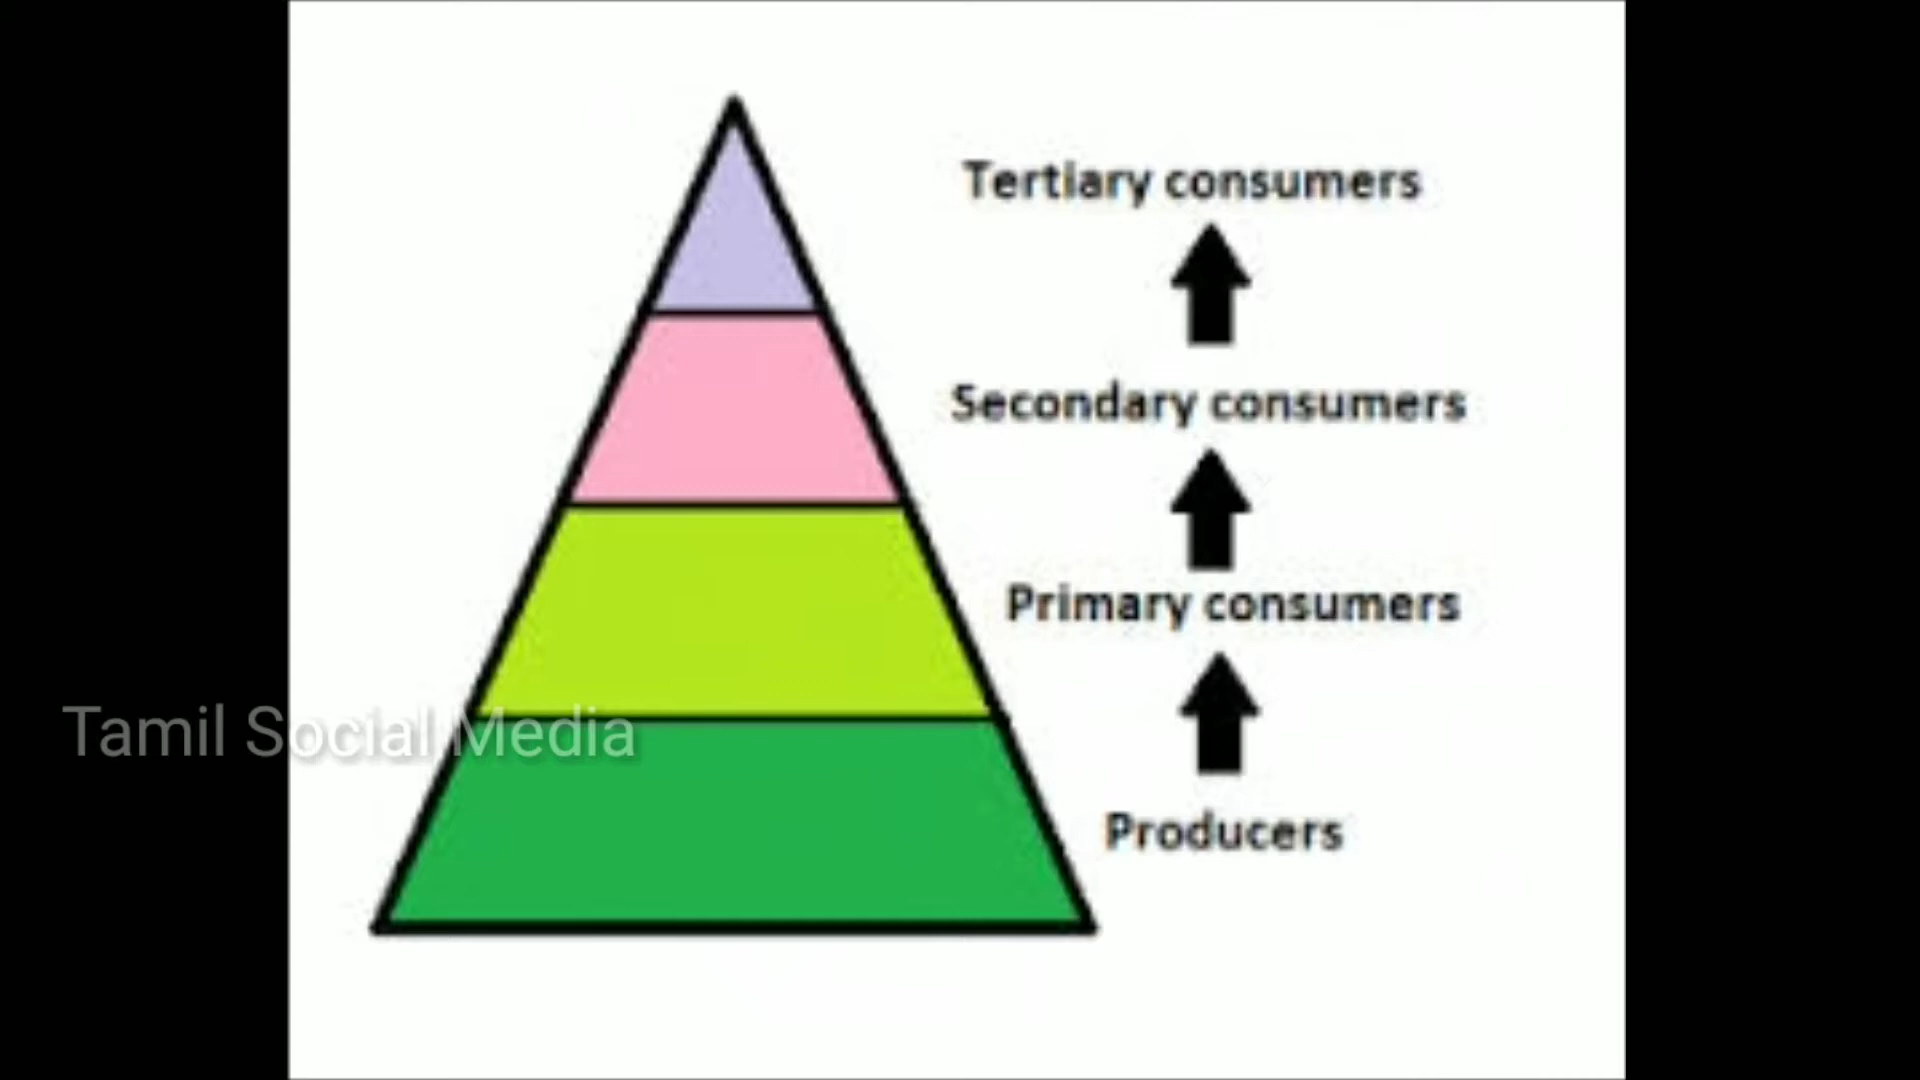 Tertiary consumers
Secondary consumers
Primary consumers
Tamil Social Media
Producers